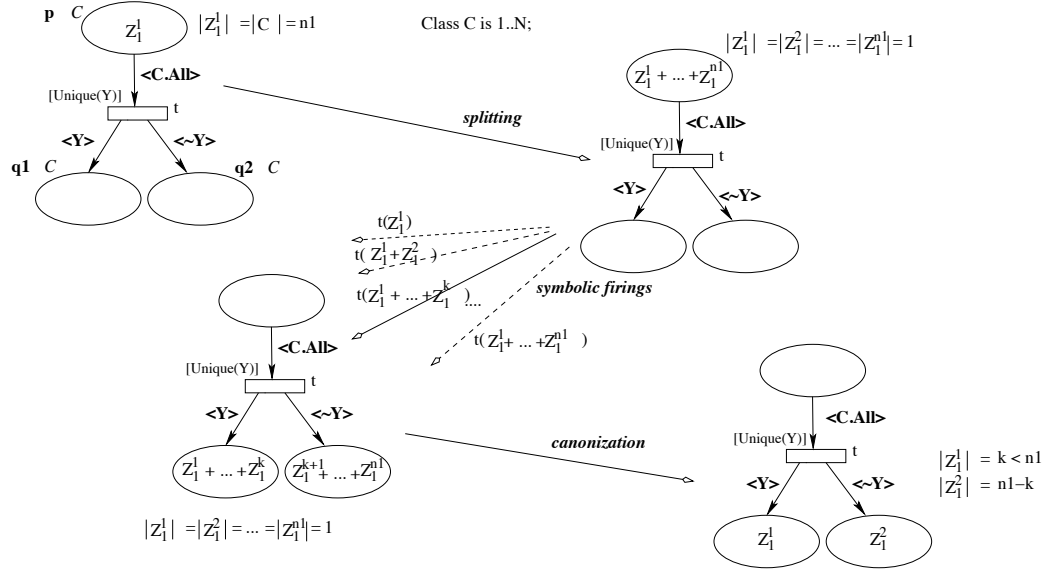 p C
Z_1^1
|Z_1^1| = |C| = n1
Class C is 1..N;
<C.All>
[Unique(Y)]
t
<Y>
<~Y>
q1 C
q2 C
splitting
|Z_1^1| = |Z_1^2| = ... = |Z_1^{n1}| = 1
Z_1^1 + ... + Z_1^{n1}
<C.All>
[Unique(Y)]
t
<Y>
<~Y>
t(Z_1^1)
t( Z_1^1 + Z_1^2 )
t(Z_1^1 + ... + Z_1^k ) ....
t( Z_1^1 + ... + Z_1^{n1} )
symbolic firings
<C.All>
[Unique(Y)]
t
<Y>
<~Y>
Z_1^1 + ... + Z_1^k
Z_1^{k+1} + ... + Z_1^{n1}
|Z_1^1| = |Z_1^2| = ... = |Z_1^{n1}| = 1
canonization
<C.All>
[Unique(Y)]
t
<Y>
<~Y>
Z_1^1
Z_1^2
|Z_1^1| = k < n1
|Z_1^2| = n1−k